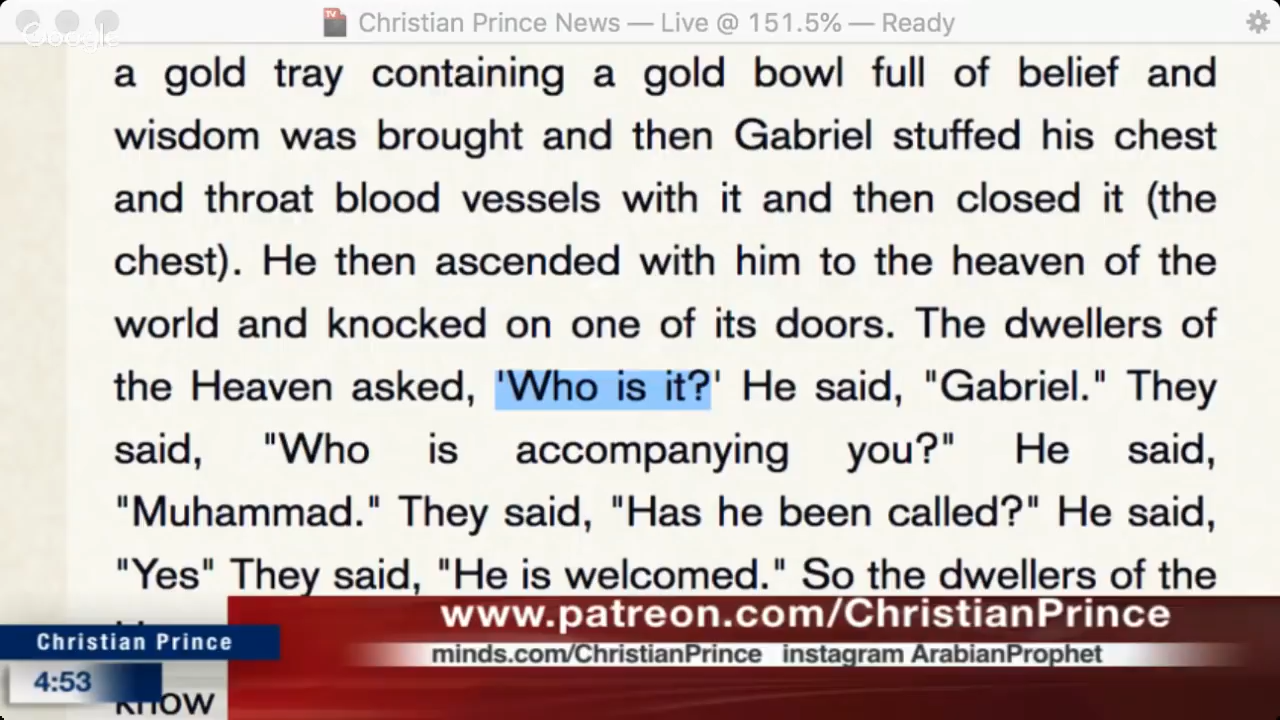 Christian Prince News — Live @ 151.5% — Ready
Google
a gold tray containing a gold bowl full of belief and
wisdom was brought and then Gabriel stuffed his chest
and throat blood vessels with it and then closed it (the
chest). He then ascended with him to the heaven of the
world and knocked on one of its doors. The dwellers of
the Heaven asked, 'Who is it?' He said, "Gabriel." They
said, "Who is accompanying you?" He said,
"Muhammad." They said, "Has he been called?" He said,
"Yes" They said, "He is welcomed." So the dwellers of the
know
www.patreon.com/ChristianPrince
minds.com/ChristianPrince instagram ArabianProphet
Christian Prince
4:53